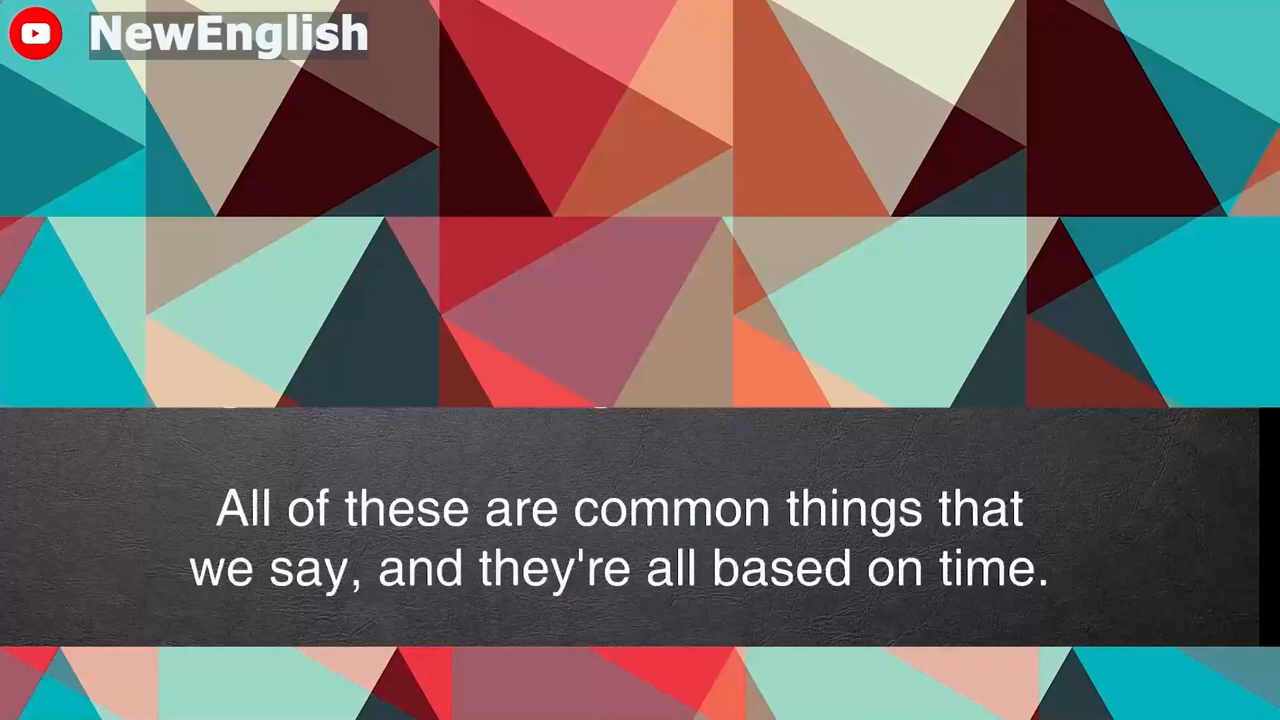 NewEnglish
All of these are common things that
we say, and they're all based on time.